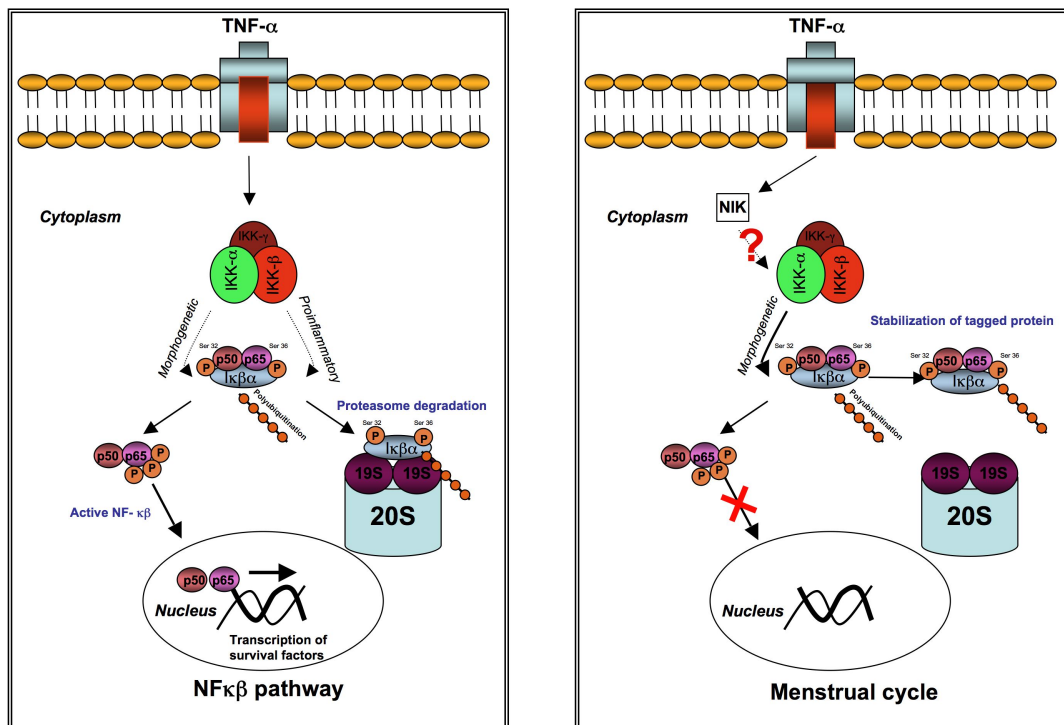 TNF-α
Cytoplasm
IKK-γ
IKK-α
IKK-β
Morphogenetic
Proinflammatory
Ser 32
Ser 36
p50
p65
P
P
Iκβα
Polyubiquitination
Proteasome degradation
Ser 32
Ser 36
P
P
Iκβα
19S
19S
20S
p50
p65
P
P
P
Active NF- κβ
p50
p65
Nucleus
Transcription of
survival factors
NFκβ pathway
TNF-α
NIK
Cytoplasm
?
IKK-γ
IKK-α
IKK-β
Morphogenetic
Stabilization of tagged protein
Ser 32
Ser 36
p50
p65
P
P
Iκβα
Polyubiquitination
Ser 32
Ser 36
p50
p65
P
P
Iκβα
p50
p65
P
P
P
19S
19S
20S
Nucleus
Menstrual cycle